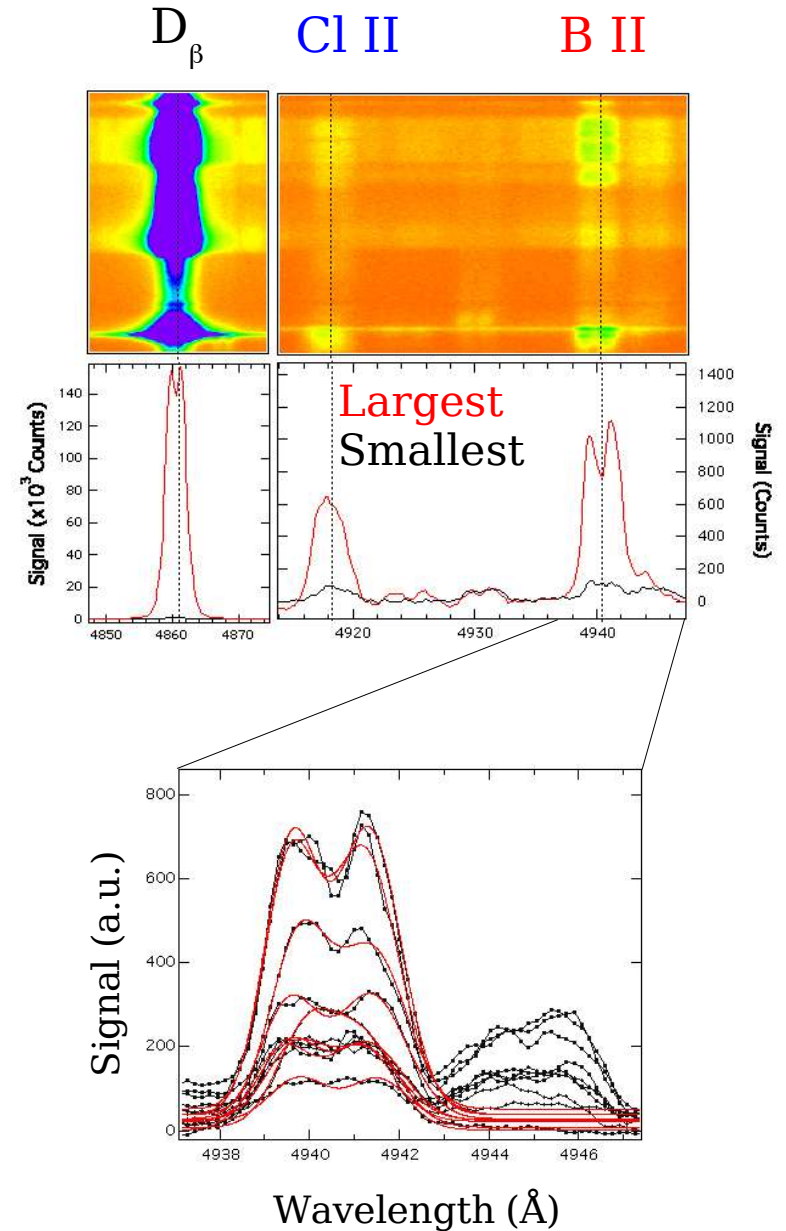 Dβ Cl II B II
Signal (x10³ Counts)
140
120
100
80
60
40
20
0
4850 4860 4870
Largest
Smallest
1400
1200
1000
800
600
400
200
0
Signal (Counts)
4920 4930 4940
Signal (a.u.)
800
600
400
200
0
4938 4940 4942 4944 4946
Wavelength (Å)